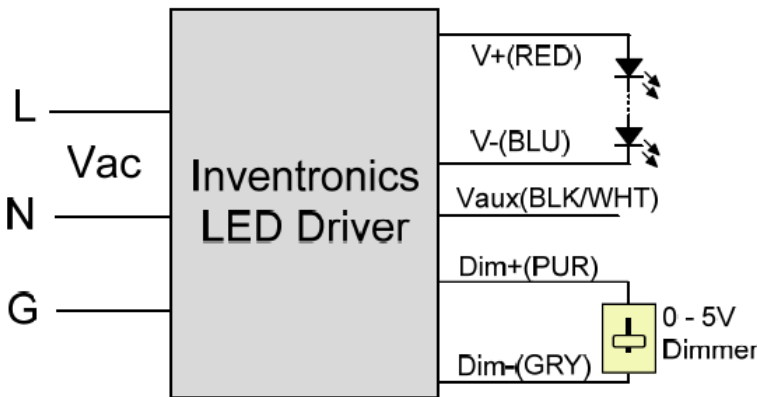 L
Vac
N
G
Inventronics
LED Driver
V+(RED)
V-(BLU)
Vaux(BLK/WHT)
Dim+(PUR)
Dim-(GRY)
0 - 5V
Dimmer